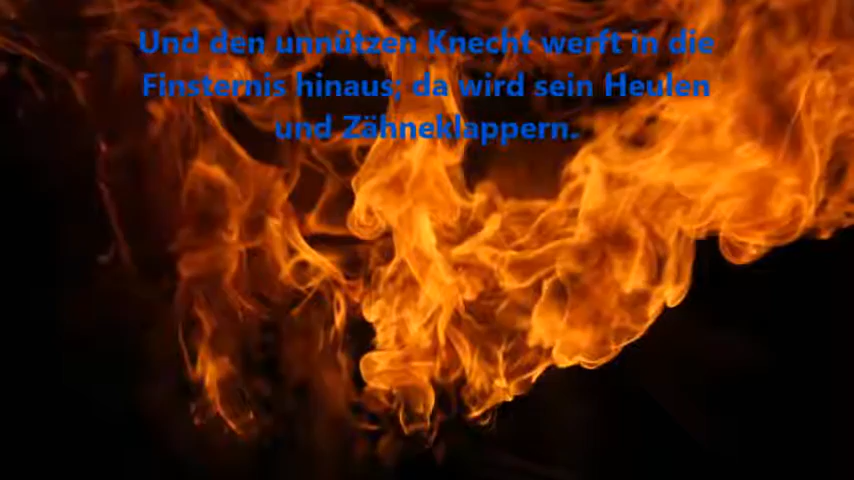 Und den unnützen Knecht werft in die
Finsternis hinaus; da wird sein Heulen
und Zähneklappern.